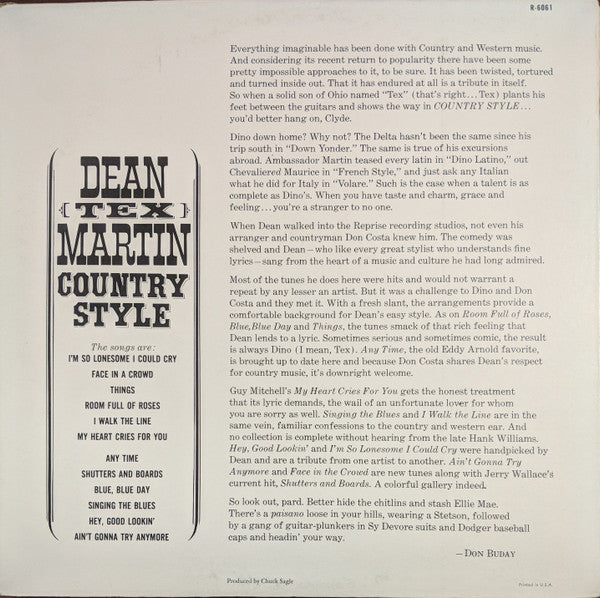 R-6061
DEAN
(TEX)
MARTIN
COUNTRY
STYLE
The songs are:
I'M SO LONESOME I COULD CRY
FACE IN A CROWD
THINGS
ROOM FULL OF ROSES
I WALK THE LINE
MY HEART CRIES FOR YOU
ANY TIME
SHUTTERS AND BOARDS
BLUE, BLUE DAY
SINGING THE BLUES
HEY, GOOD LOOKIN'
AIN'T GONNA TRY ANYMORE
Everything imaginable has been done with Country and Western music.
And considering its recent return to popularity there have been some
pretty impossible approaches to it, to be sure. It has been twisted, tortured
and turned inside out. That it has endured at all is a tribute in itself.
So when a solid son of Ohio named "Tex" (that's right...Tex) plants his
feet between the guitars and shows the way in COUNTRY STYLE...
you'd better hang on, Clyde.
Dino down home? Why not? The Delta hasn't been the same since his
trip south in "Down Yonder." The same is true of his excursions
abroad. Ambassador Martin teased every latin in "Dino Latino," out
Chevaliered Maurice in "French Style," and just ask any Italian
what he did for Italy in "Volare." Such is the case when a talent is as
complete as Dino's. When you have taste and charm, grace and
feeling...you're a stranger to no one.
When Dean walked into the Reprise recording studios, not even his
arranger and countryman Don Costa knew him. The comedy was
shelved and Dean–who like every great stylist who understands fine
lyrics–sang from the heart of a music and culture he had long admired.
Most of the tunes he does here were hits and would not warrant a
repeat by any lesser an artist. But it was a challenge to Dino and Don
Costa and they met it. With a fresh slant, the arrangements provide a
comfortable background for Dean's easy style. As on Room Full of Roses,
Blue, Blue Day and Things, the tunes smack of that rich feeling that
Dean lends to a lyric. Sometimes serious and sometimes comic, the result
is always Dino (I mean, Tex). Any Time, the old Eddy Arnold favorite,
is brought up to date here and because Don Costa shares Dean's respect
for country music, it's downright welcome.
Guy Mitchell's My Heart Cries For You gets the honest treatment
that its lyric demands, the wail of an unfortunate lover for whom
you are sorry as well. Singing the Blues and I Walk the Line are in the
same vein, familiar confessions to the country and western ear. And
no collection is complete without hearing from the late Hank Williams.
Hey, Good Lookin' and I'm So Lonesome I Could Cry were handpicked by
Dean and are a tribute from one artist to another. Ain't Gonna Try
Anymore and Face in the Crowd are new tunes along with Jerry Wallace's
current hit, Shutters and Boards. A colorful gallery indeed.
So look out, pard. Better hide the chitlins and stash Ellie Mae.
There's a paisano loose in your hills, wearing a Stetson, followed
by a gang of guitar-plunkers in Sy Devore suits and Dodger baseball
caps and headin' your way.
–DON BUDAY
Produced by Chuck Sagle
Printed in U.S.A.